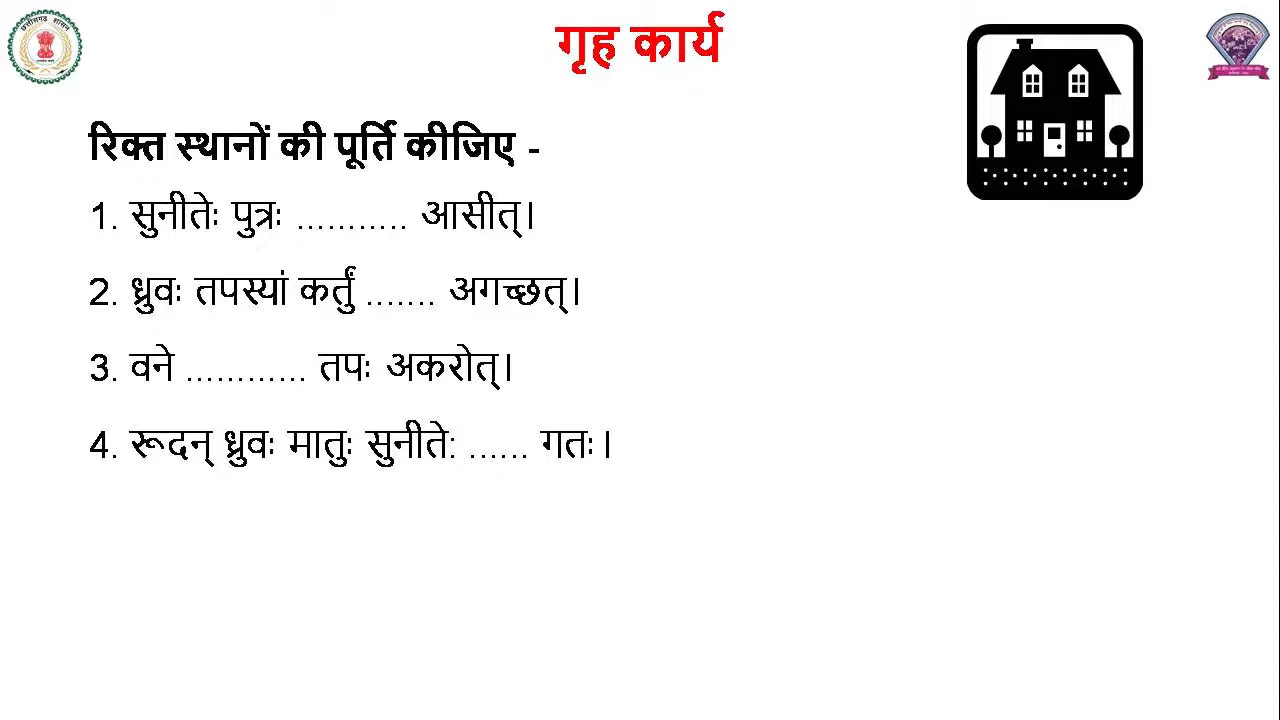 गृह कार्य
रिक्त स्थानों की पूर्ति कीजिए -
1. सुनीतेः पुत्रः ........... आसीत्।
2. ध्रुवः तपस्यां कर्तुं ....... अगच्छत्।
3. वने ............ तपः अकरोत्।
4. रूदन् ध्रुवः मातुः सुनीते: ...... गतः।